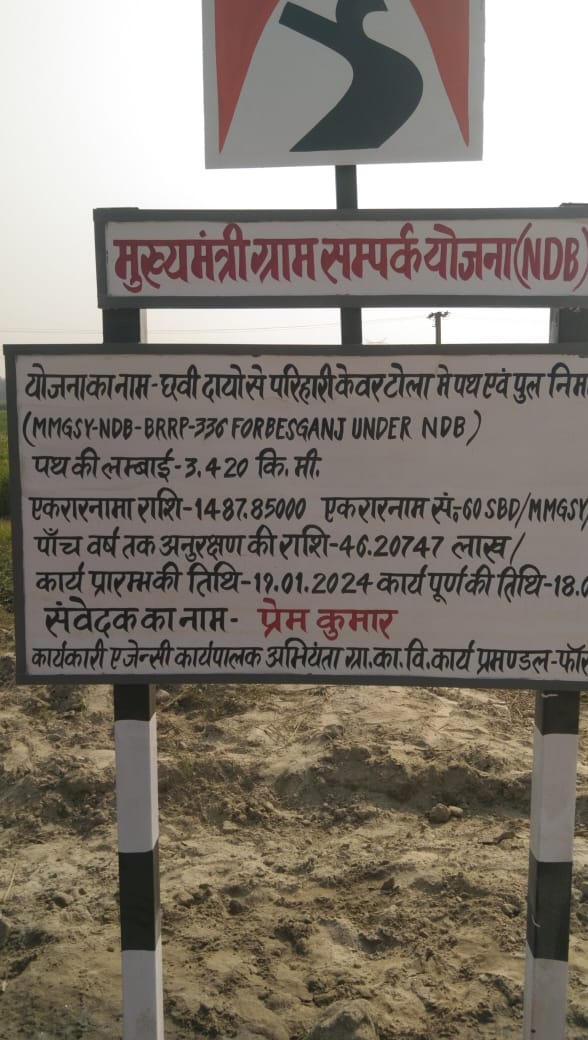 मुख्यमंत्री ग्राम सम्पर्क योजना (NDB)
योजना का नाम-छवी दायो से परिहारी केवर टोला मे पथ एवं पुल निम
(MMGSY-NDB-BRRP-336 FORBESGANJ UNDER NDB)
पथ की लम्बाई-3.420 कि. मी.
एकरारनामा राशि-1487.85000 एकरारनाम सं.-60 SBD/MMGSY/
पाँच वर्ष तक अनुरक्षण की राशि-46.20747 लाख/
कार्य प्रारम्भ की तिथि-19.01.2024 कार्य पूर्ण की तिथि-18.0
संवेदक का नाम- प्रेम कुमार
कार्यकारी एजेन्सी कार्यपालक अभियंता ग्रा.का.वि.कार्य प्रमण्डल-फॉर